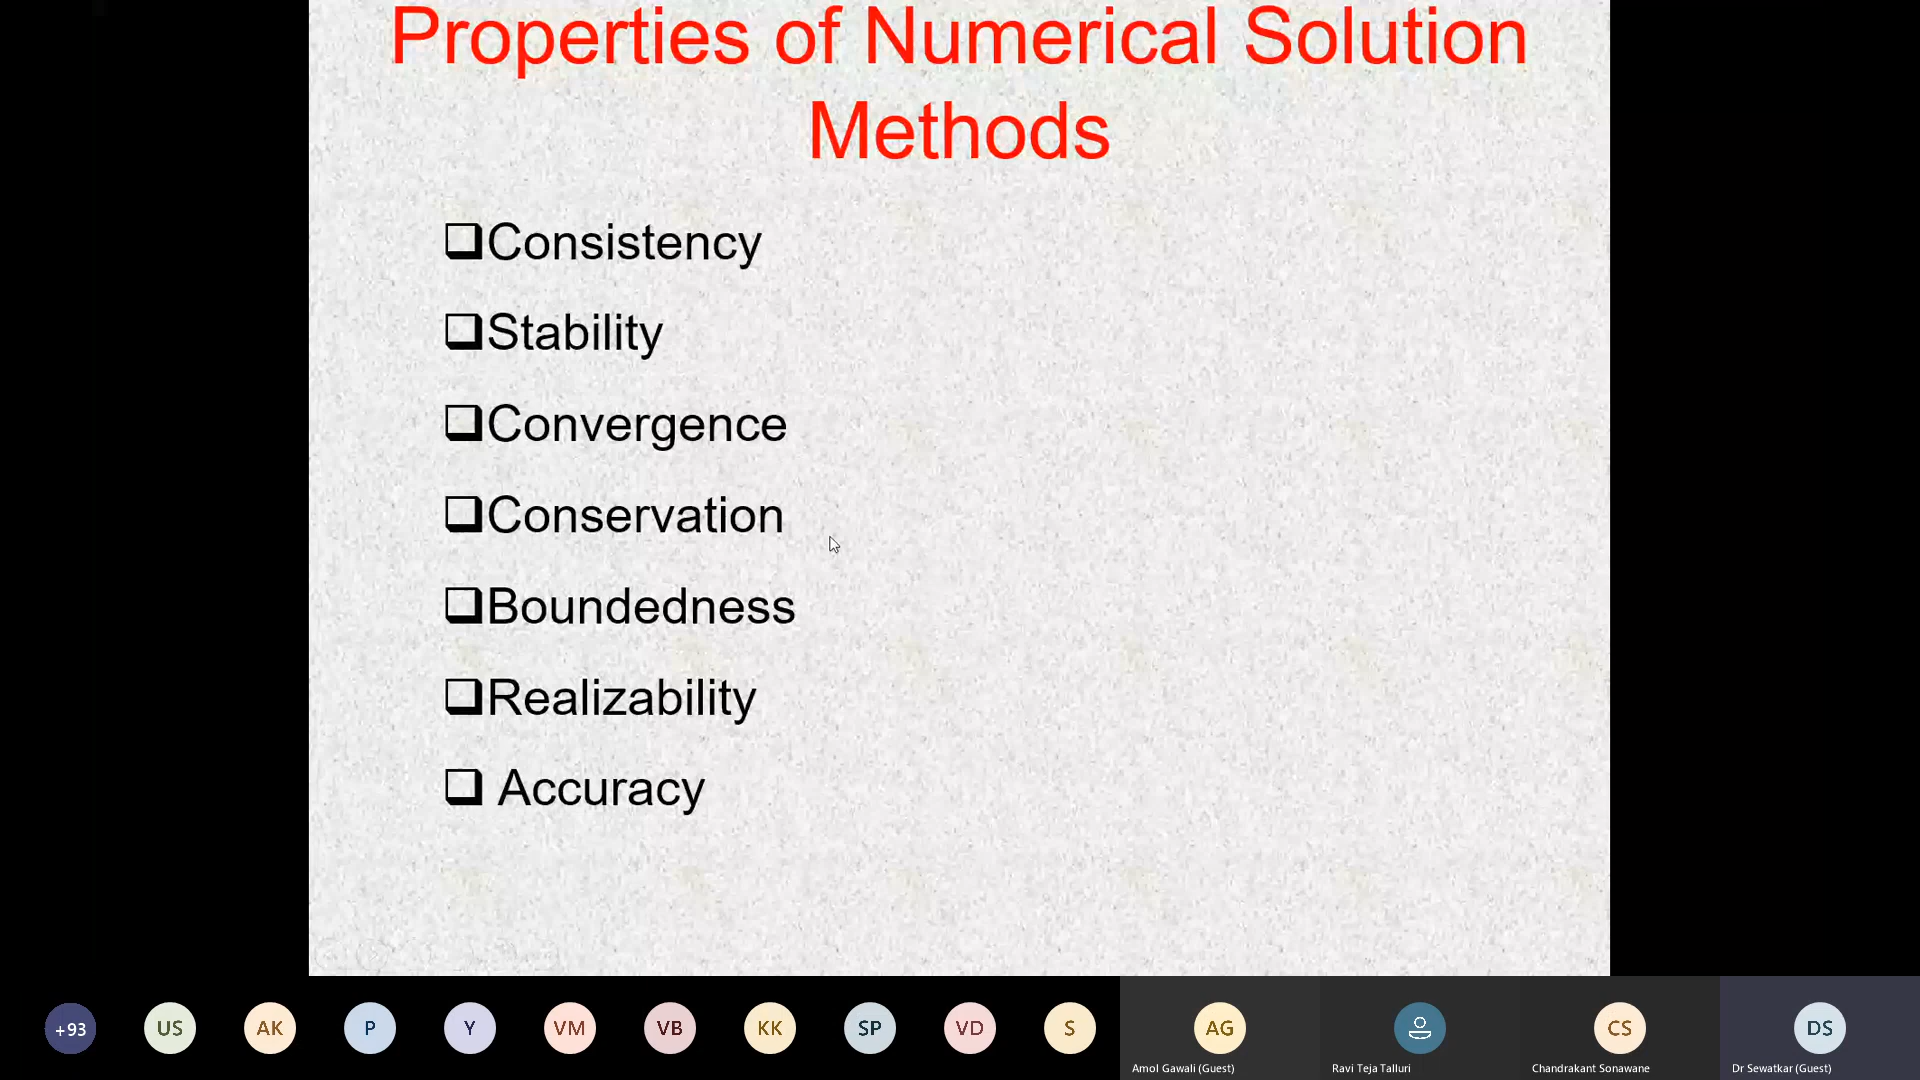 Properties of Numerical Solution
Methods
Consistency
Stability
Convergence
Conservation
Boundedness
Realizability
Accuracy
+93 US AK P Y VM VB KK SP VD S AG CS DS
Amol Gawali (Guest) Ravi Teja Talluri Chandrakant Sonawane Dr Sewatkar (Guest)